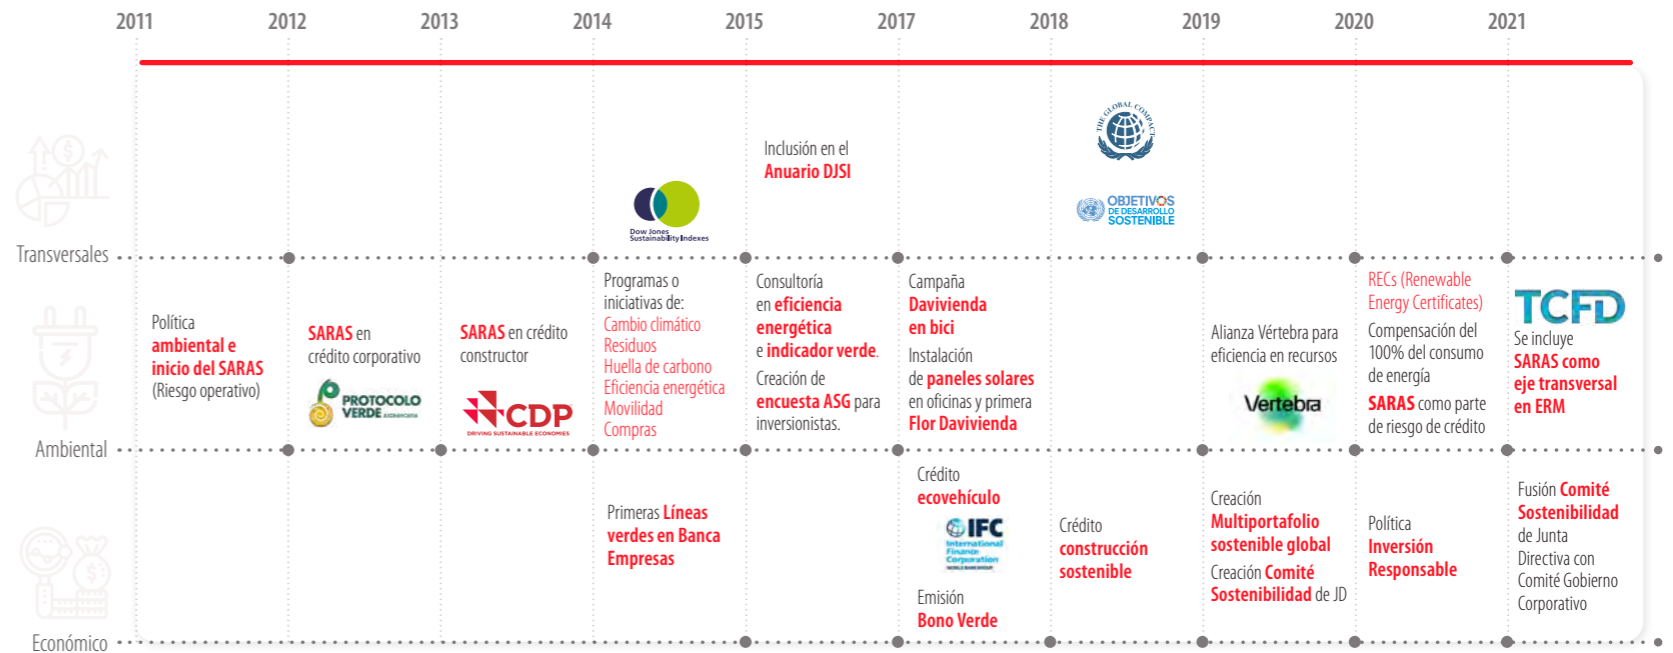 2011 2012 2013 2014 2015 2017 2018 2019 2020 2021
Transversales
Dow Jones
Sustainability Indexes
Inclusión en el
Anuario DJSI
THE GLOBAL COMPACT
OBJETIVOS
DE DESARROLLO
SOSTENIBLE
Ambiental
Política
ambiental e
inicio del SARAS
(Riesgo operativo)
SARAS en
crédito corporativo
PROTOCOLO
VERDE
SARAS en crédito
constructor
CDP
DRIVING SUSTAINABLE ECONOMIES
Programas o
iniciativas de:
Cambio climático
Residuos
Huella de carbono
Eficiencia energética
Movilidad
Compras
Consultoría
en eficiencia
energética
e indicador verde.
Creación de
encuesta ASG para
inversionistas.
Campaña
Davivienda
en bici
Instalación
de paneles solares
en oficinas y primera
Flor Davivienda
Alianza Vértebra para
eficiencia en recursos
Vertebra
RECs (Renewable
Energy Certificates)
Compensación del
100% del consumo
de energía
SARAS como parte
de riesgo de crédito
TCFD
Se incluye
SARAS como
eje transversal
en ERM
Económico
Primeras Líneas
verdes en Banca
Empresas
Crédito
ecovehículo
IFC
International
Finance
Corporation
WORLD BANK GROUP
Emisión
Bono Verde
Crédito
construcción
sostenible
Creación
Multiportafolio
sostenible global
Creación Comité
Sostenibilidad de JD
Política
Inversión
Responsable
Fusión Comité
Sostenibilidad
de Junta
Directiva con
Comité Gobierno
Corporativo